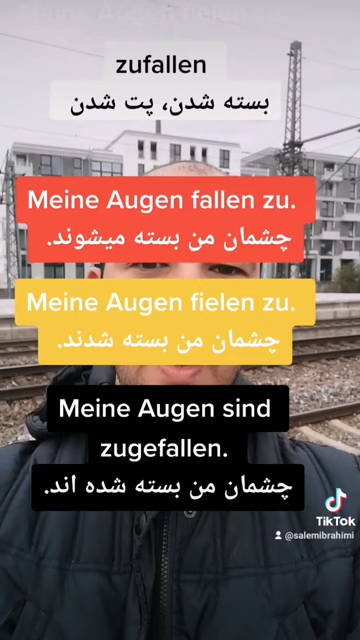 zufallen
بسته شدن، پت شدن
Meine Augen fallen zu.
چشمان من بسته میشوند.
Meine Augen fielen zu.
چشمان من بسته شدند.
Meine Augen sind
zugefallen.
چشمان من بسته شده اند.
TikTok
@salemibrahimi